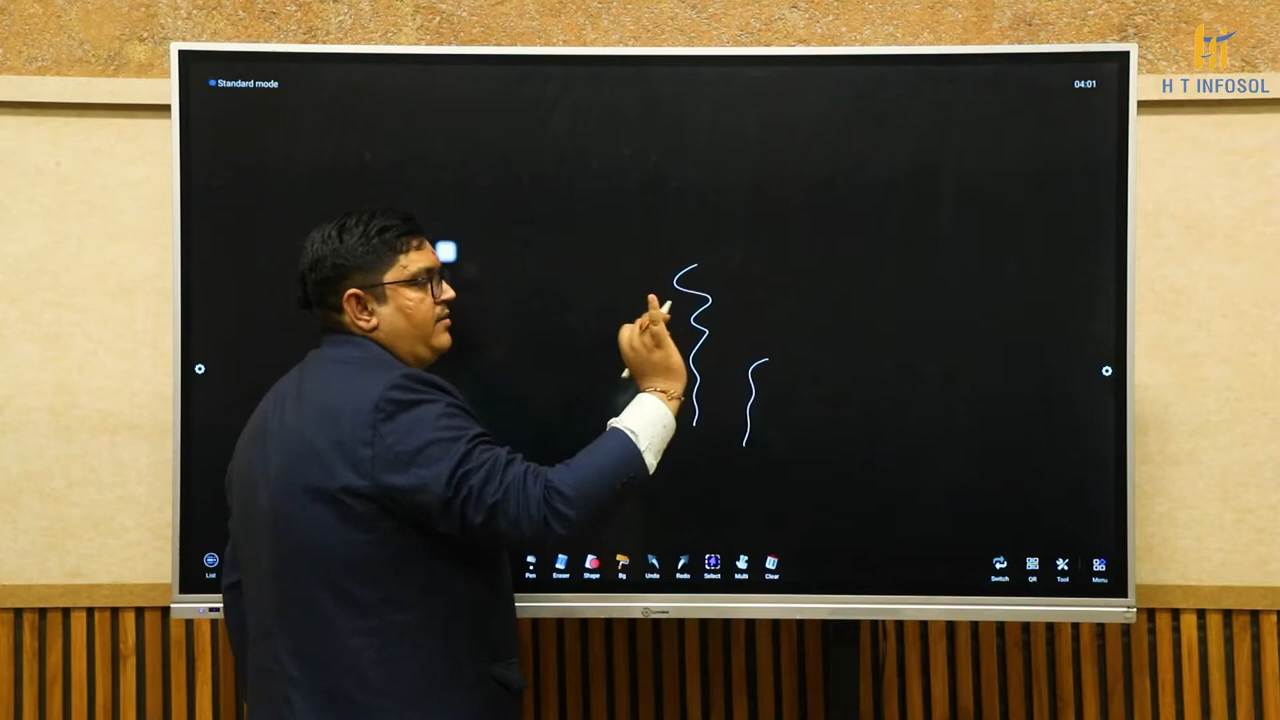 H T INFOSOL
Standard mode
04:01
List
Pen Eraser Shape Bg Undo Redo Select Multi Clear
Switch QR Tool Menu